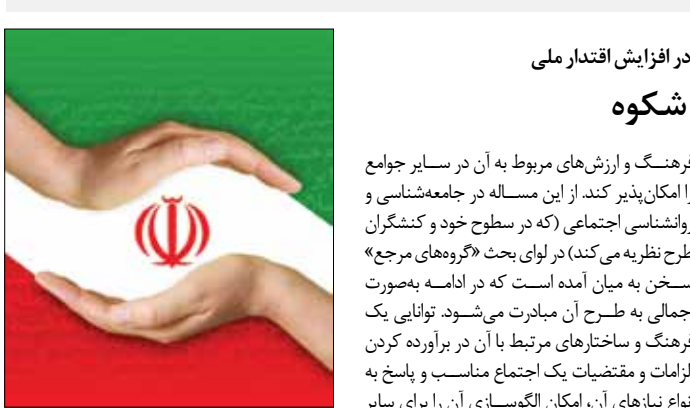 در افزایش اقتدار ملی
شکوه
فرهنگ و ارزش‌های مربوط به آن در سایر جوامع
را امکان‌پذیر کند. از این مساله در جامعه‌شناسی و
روانشناسی اجتماعی (که در سطوح خود و کنشگران
طرح نظریه می‌کند) در لوای بحث «گروه‌های مرجع»
سخن به میان آمده است که در ادامه به‌صورت
اجمالی به طرح آن مبادرت می‌شود. توانایی یک
فرهنگ و ساختارهای مرتبط با آن در برآورده کردن
الزامات و مقتضیات یک اجتماع مناسب و پاسخ به
انواع نیازهای آن، امکان الگوسازی آن را برای سایر